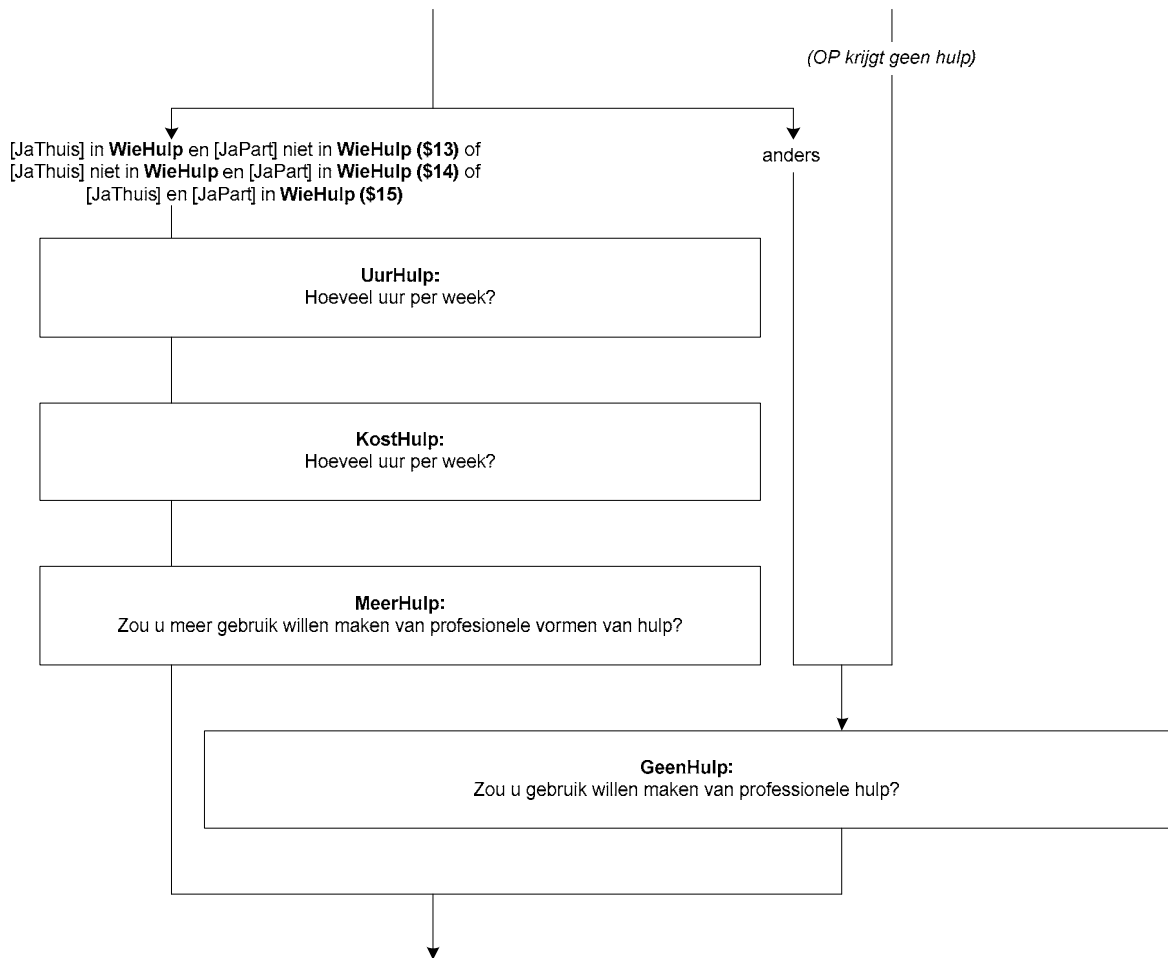 (OP krijgt geen hulp)
[JaThuis] in WieHulp en [JaPart] niet in WieHulp ($13) of
[JaThuis] niet in WieHulp en [JaPart] in WieHulp ($14) of
[JaThuis] en [JaPart] in WieHulp ($15)
anders
UurHulp:
Hoeveel uur per week?
KostHulp:
Hoeveel uur per week?
MeerHulp:
Zou u meer gebruik willen maken van profesionele vormen van hulp?
GeenHulp:
Zou u gebruik willen maken van professionele hulp?